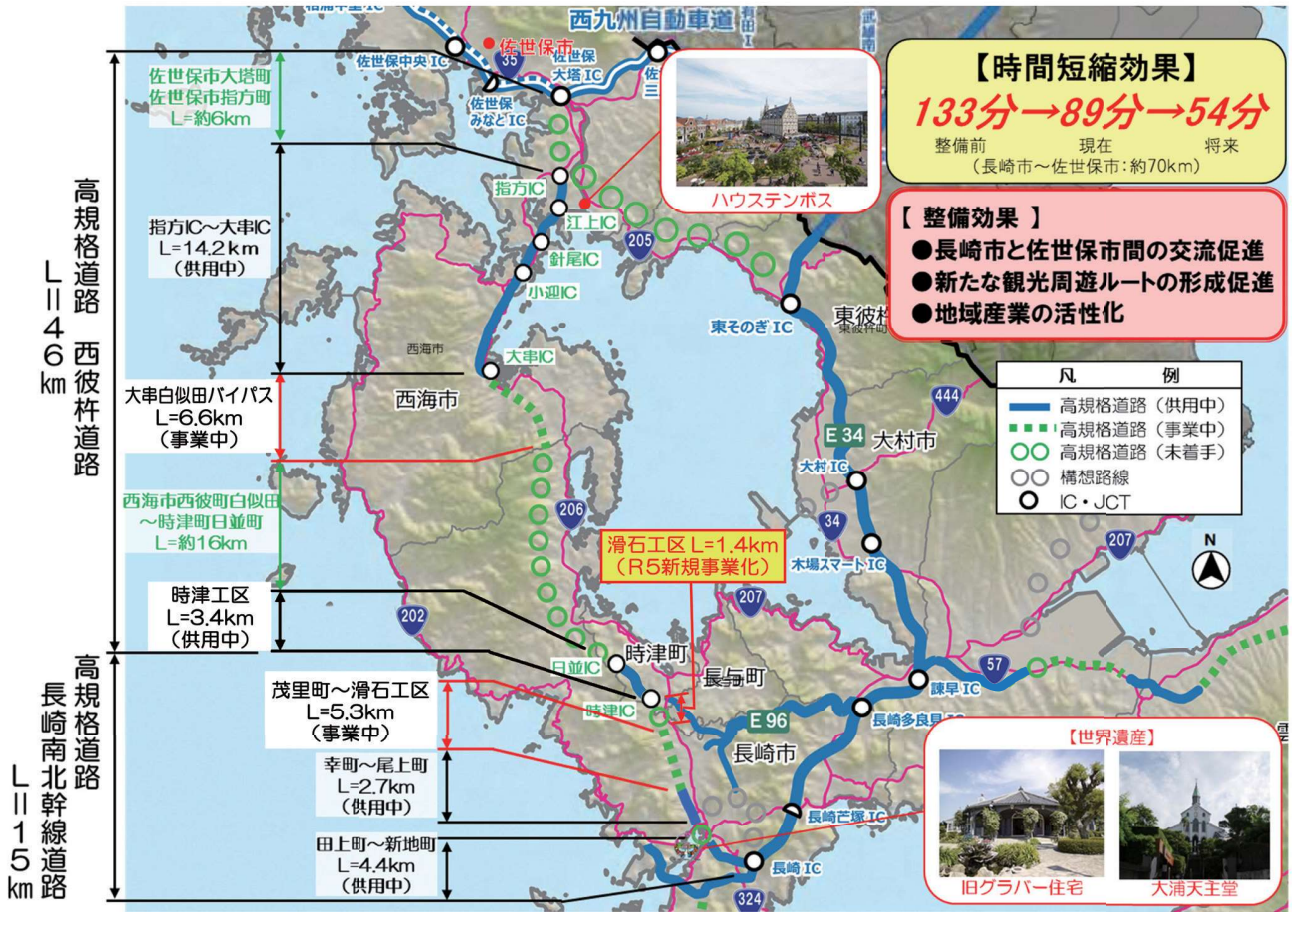 西九州自動車道
佐世保中央 IC
佐世保市
佐世保
大塔 IC
佐世保
みなと IC
35
【時間短縮効果】
133分→89分→54分
整備前 現在 将来
(長崎市～佐世保市：約70km)
【 整備効果 】
●長崎市と佐世保市間の交流促進
●新たな観光周遊ルートの形成促進
●地域産業の活性化
凡 例
高規格道路（供用中）
高規格道路（事業中）
高規格道路（未着手）
構想路線
IC・JCT
N
ハウステンボス
高規格道路 西彼杵道路
L＝46㎞
佐世保市大塔町
佐世保市指方町
L=約6km
指方IC～大串IC
L=14.2km
(供用中)
大串白似田バイパス
L=6.6km
(事業中)
西海市西彼町白似田
～時津町日並町
L=約16km
時津工区
L=3.4km
(供用中)
高規格道路
長崎南北幹線道路
L＝15㎞
茂里町～滑石工区
L=5.3km
(事業中)
幸町～尾上町
L=2.7km
(供用中)
田上町～新地町
L=4.4km
(供用中)
指方IC
江上IC
針尾IC
小迎IC
大串IC
205
西海市
西海市
東そのぎ IC
東彼杵
444
E 34
大村市
大村 IC
34
木場スマート IC
206
滑石工区 L=1.4km
（R5新規事業化）
207
207
202
日並IC
時津町
時津IC
長与町
E 96
長崎市
57
諫早 IC
長崎多良見 IC
長崎芒塚 IC
長崎 IC
324
【世界遺産】
旧グラバー住宅
大浦天主堂